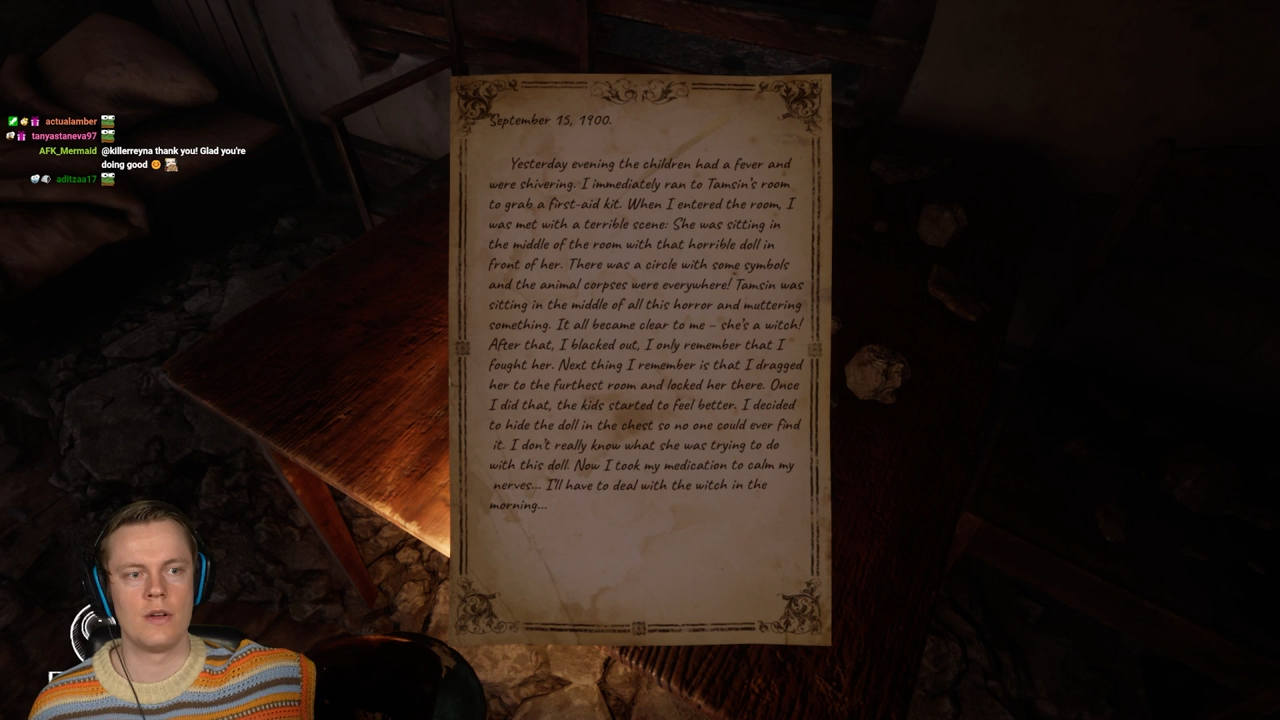 actualamber
tanyastaneva97
AFK_Mermaid @killerreyna thank you! Glad you're
doing good
aditzaa17
September 15, 1900.
Yesterday evening the children had a fever and
were shivering. I immediately ran to Tamsin's room
to grab a first-aid kit. When I entered the room, I
was met with a terrible scene: She was sitting in
the middle of the room with that horrible doll in
front of her. There was a circle with some symbols
and the animal corpses were everywhere! Tamsin was
sitting in the middle of all this horror and muttering
something. It all became clear to me – she's a witch!
After that, I blacked out, I only remember that I
fought her. Next thing I remember is that I dragged
her to the furthest room and locked her there. Once
I did that, the kids started to feel better. I decided
to hide the doll in the chest so no one could ever find
it. I don't really know what she was trying to do
with this doll. Now I took my medication to calm my
nerves... I'll have to deal with the witch in the
morning...